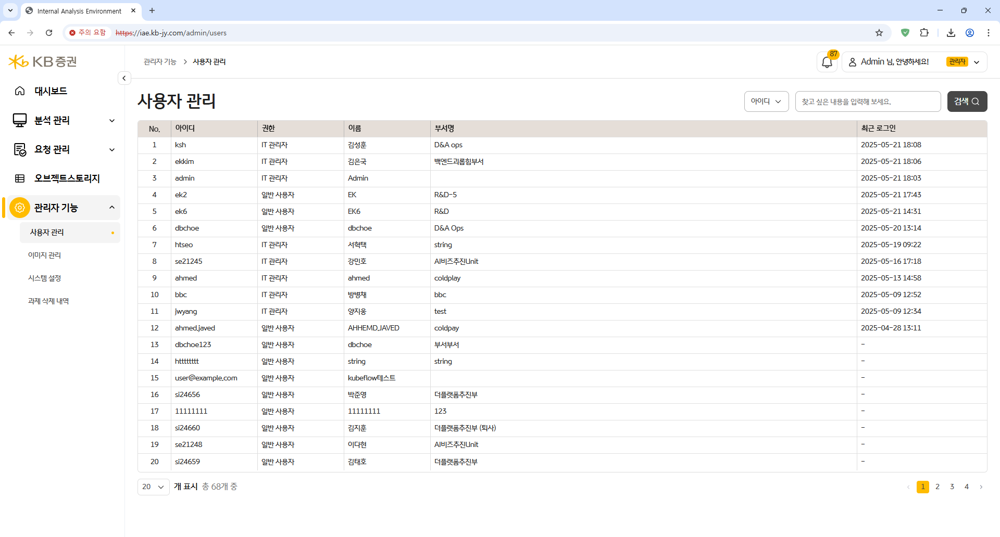 Internal Analysis Environment
주의 요함 https://iae.kb-jy.com/admin/users
KB증권
대시보드
분석 관리
요청 관리
오브젝트스토리지
관리자 기능
사용자 관리
이미지 관리
시스템 설정
과제 삭제 내역
관리자 기능 > 사용자 관리
87
Admin 님, 안녕하세요! 관리자
사용자 관리
아이디 찾고 싶은 내용을 입력해 보세요. 검색
No. 아이디 권한 이름 부서명 최근 로그인
1 ksh IT 관리자 김성훈 D&A ops 2025-05-21 18:08
2 ekkim IT 관리자 김은국 백엔드괴롭힘부서 2025-05-21 18:06
3 admin IT 관리자 Admin 2025-05-21 18:03
4 ek2 일반 사용자 EK R&D-5 2025-05-21 17:43
5 ek6 일반 사용자 EK6 R&D 2025-05-21 14:31
6 dbchoe 일반 사용자 dbchoe D&A Ops 2025-05-20 13:14
7 htseo IT 관리자 서혁택 string 2025-05-19 09:22
8 se21245 IT 관리자 강민호 AI비즈추진Unit 2025-05-16 17:18
9 ahmed IT 관리자 ahmed coldplay 2025-05-13 14:58
10 bbc IT 관리자 방병채 bbc 2025-05-09 12:52
11 jwyang IT 관리자 양지웅 test 2025-05-09 12:34
12 ahmed.javed 일반 사용자 AHHEMD.JAVED coldpay 2025-04-28 13:11
13 dbchoe123 일반 사용자 dbchoe 부서부서 -
14 htttttttt 일반 사용자 string string -
15 user@example.com 일반 사용자 kubeflow테스트 -
16 si24656 일반 사용자 박준영 더플랫폼추진부 -
17 11111111 일반 사용자 11111111 123 -
18 si24660 일반 사용자 김지훈 더플랫폼추진부 (퇴사) -
19 se21248 일반 사용자 이다현 AI비즈추진Unit -
20 si24659 일반 사용자 김태호 더플랫폼추진부 -
20 개 표시 총 68개 중
1 2 3 4